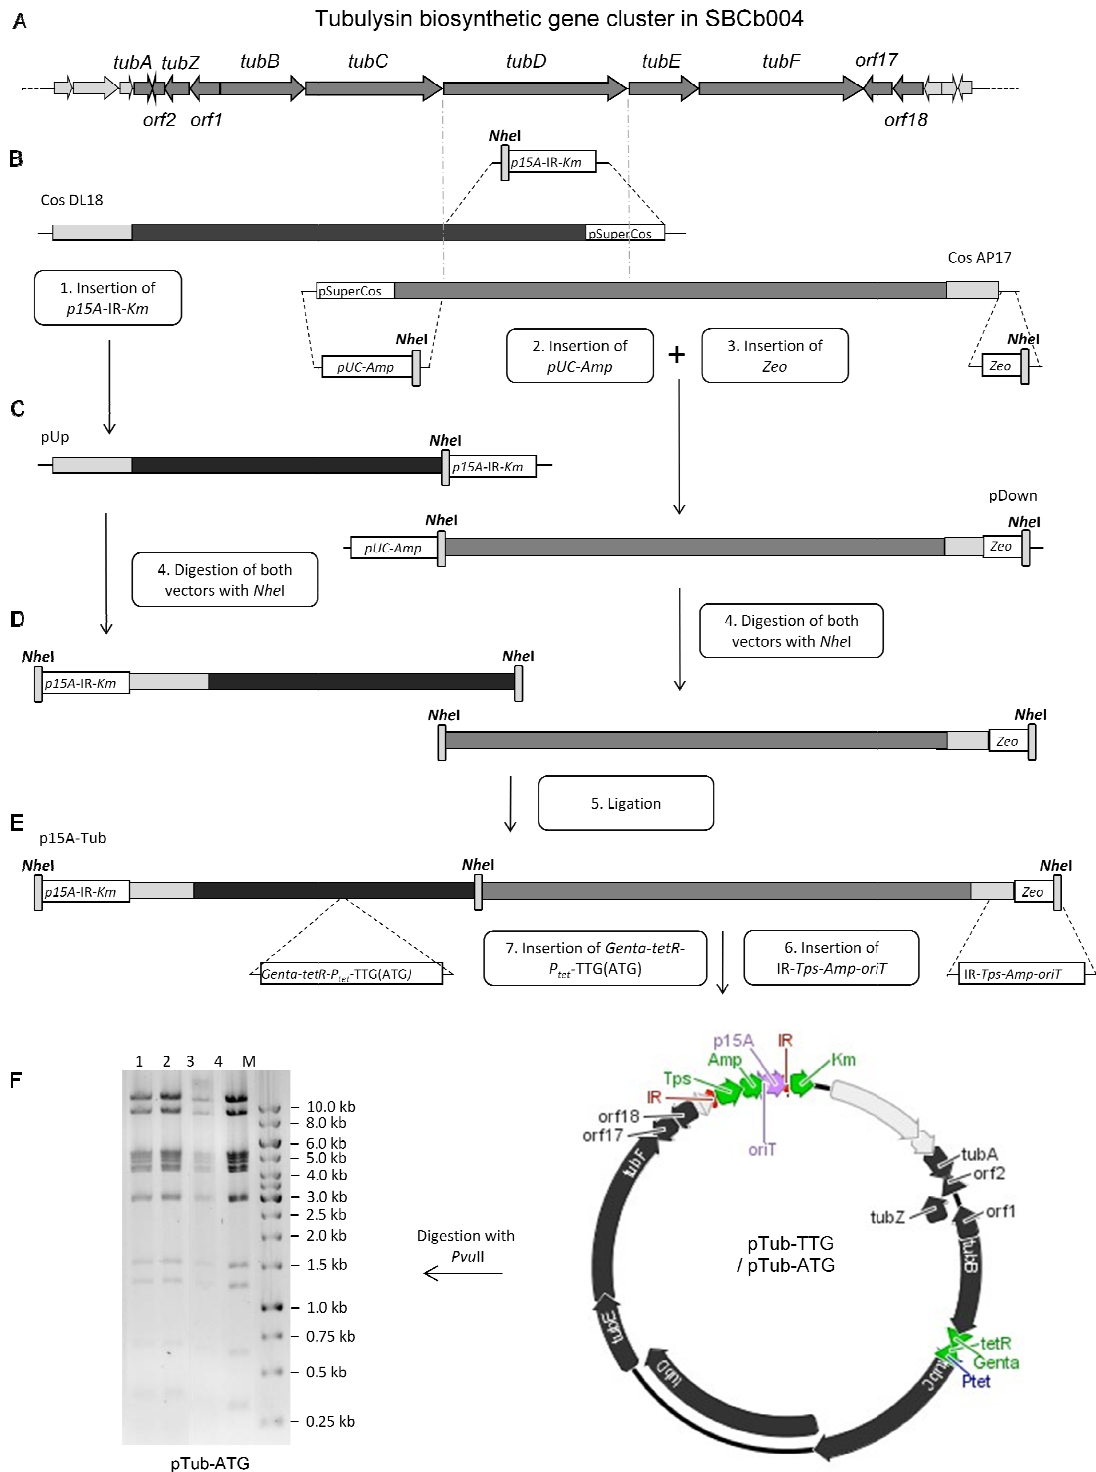 A
Tubulysin biosynthetic gene cluster in SBCb004
tubA tubZ tubB tubC tubD tubE tubF orf17
orf2 orf1 orf18
B
NheI
p15A-IR-Km
Cos DL18
pSuperCos
Cos AP17
1. Insertion of
p15A-IR-Km
pSuperCos
NheI
pUC-Amp
2. Insertion of
pUC-Amp
+
3. Insertion of
Zeo
NheI
Zeo
C
pUp
NheI
p15A-IR-Km
pDown
NheI
pUC-Amp
NheI
Zeo
4. Digestion of both
vectors with NheI
D
4. Digestion of both
vectors with NheI
NheI
p15A-IR-Km
NheI
NheI
NheI
Zeo
5. Ligation
E
p15A-Tub
NheI
p15A-IR-Km
NheI
NheI
Zeo
Genta-tetR-Ptet-TTG(ATG)
7. Insertion of Genta-tetR-
Ptet-TTG(ATG)
6. Insertion of
IR-Tps-Amp-oriT
IR-Tps-Amp-oriT
F
1 2 3 4 M
10.0 kb
8.0 kb
6.0 kb
5.0 kb
4.0 kb
3.0 kb
2.5 kb
2.0 kb
1.5 kb
1.0 kb
0.75 kb
0.5 kb
0.25 kb
pTub-ATG
Digestion with
PvuII
p15A
IR
Amp
Km
Tps
IR
orf18
orf17
oriT
tubF
tubA
orf2
tubZ
orf1
tubB
pTub-TTG
/ pTub-ATG
tubE
tetR
Genta
Ptet
tubC
tubD